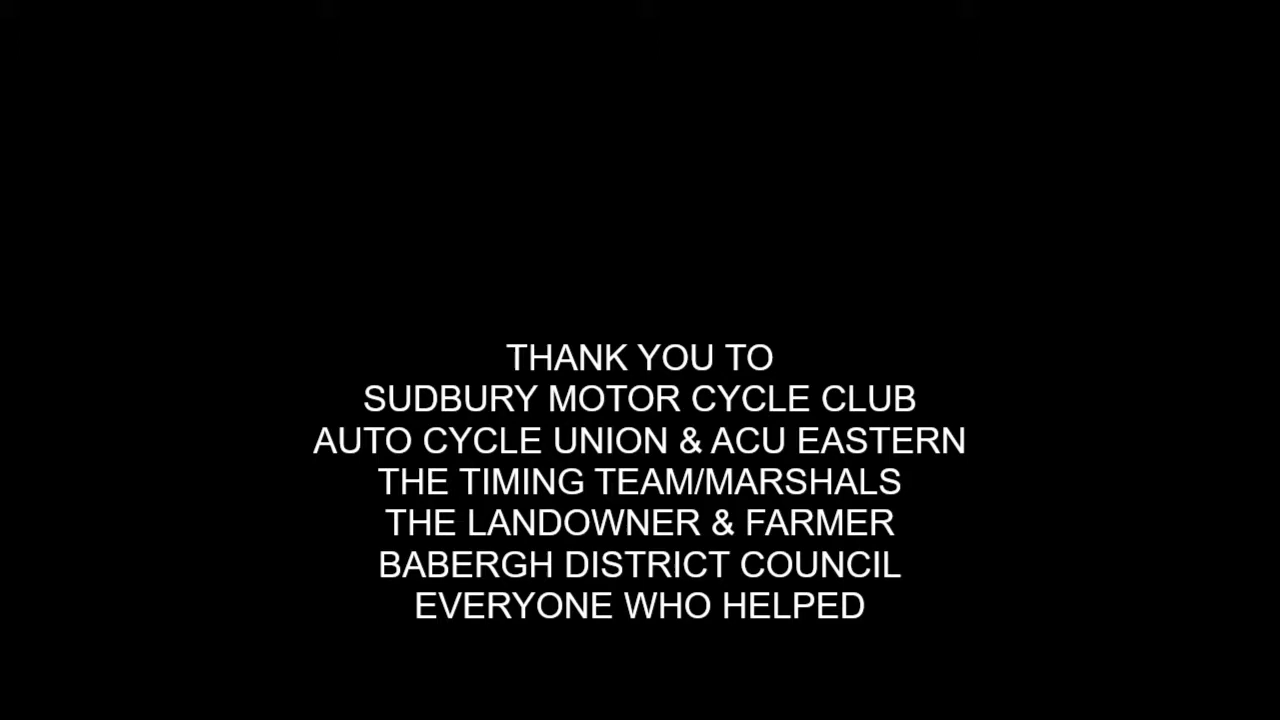 THANK YOU TO
SUDBURY MOTOR CYCLE CLUB
AUTO CYCLE UNION & ACU EASTERN
THE TIMING TEAM/MARSHALS
THE LANDOWNER & FARMER
BABERGH DISTRICT COUNCIL
EVERYONE WHO HELPED